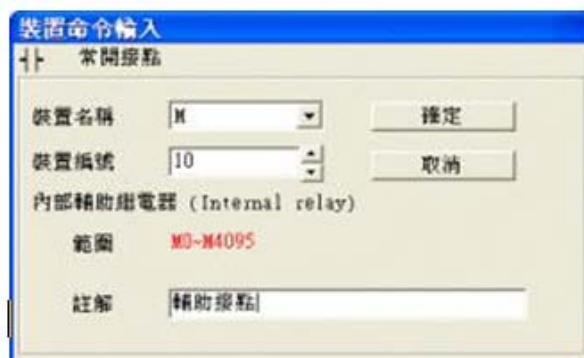 裝置命令輸入
常開接點
裝置名稱 M 確定
裝置編號 10 取消
內部輔助繼電器 (Internal relay)
範圍 M0~M4095
註解 輔助接點